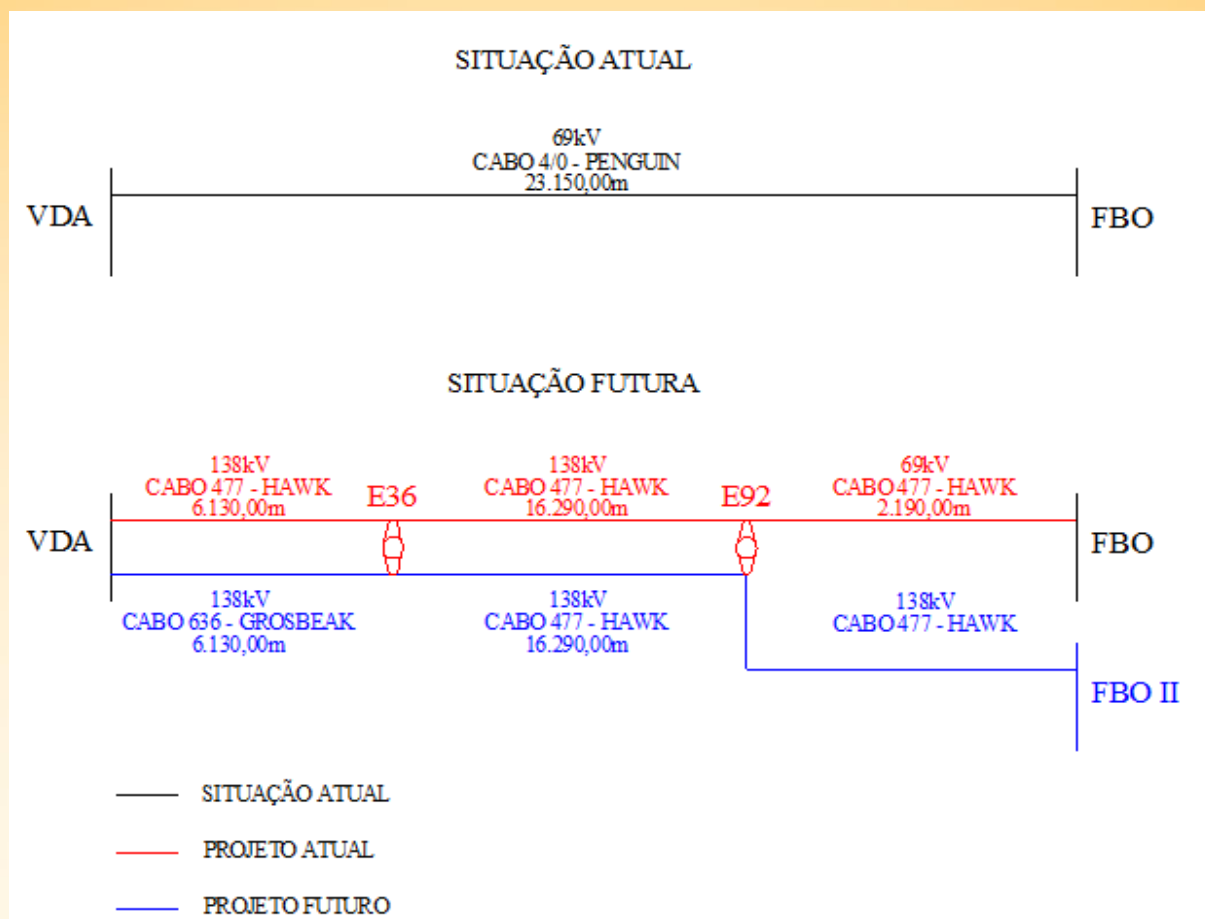 SITUAÇÃO ATUAL
69kV
CABO 4/0 - PENGUIN
23.150,00m
VDA
FBO
SITUAÇÃO FUTURA
138kV
CABO 477 - HAWK
6.130,00m
E36
138kV
CABO 477 - HAWK
16.290,00m
E92
69kV
CABO 477 - HAWK
2.190,00m
VDA
FBO
138kV
CABO 636 - GROSBEAK
6.130,00m
138kV
CABO 477 - HAWK
16.290,00m
138kV
CABO 477 - HAWK
FBO II
SITUAÇÃO ATUAL
PROJETO ATUAL
PROJETO FUTURO